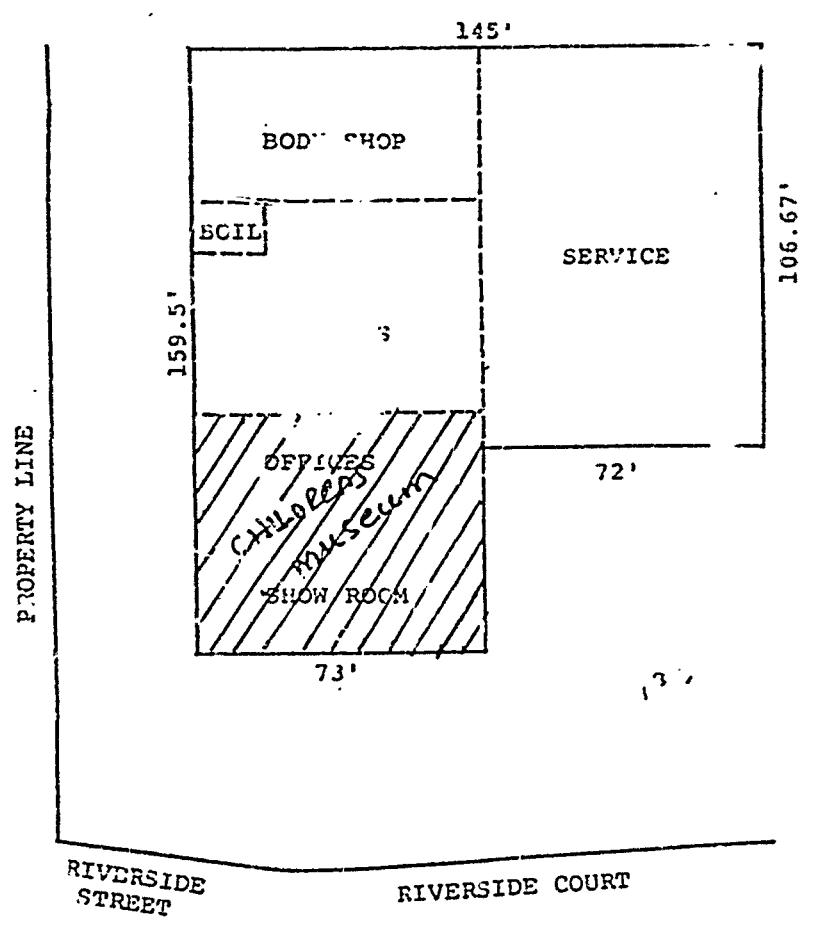 145'
BODY SHOP
BOIL
SERVICE
106.67'
159.5'
S
OFFICES
72'
CHILDRENS
MUSEUM
PROPERTY LINE
SHOW ROOM
73'
RIVERSIDE
STREET
RIVERSIDE COURT